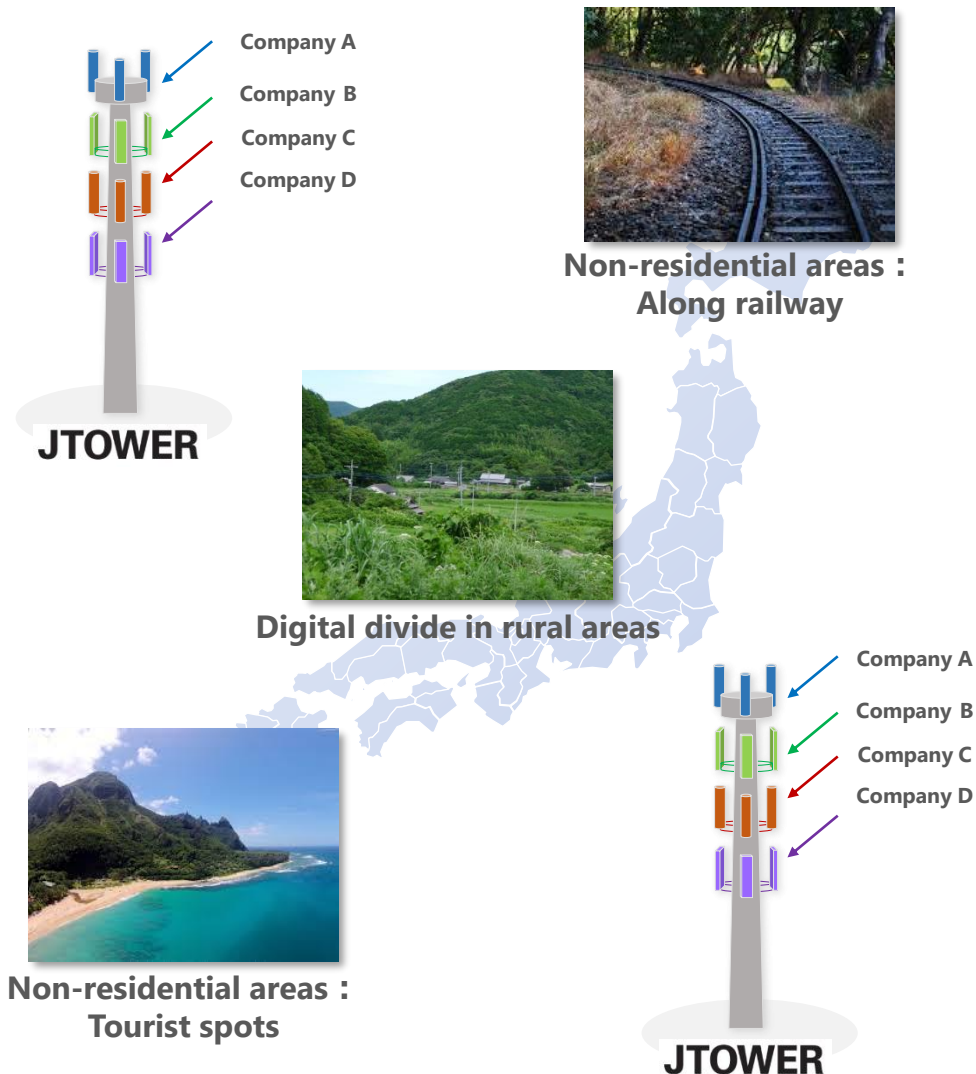 Company A
Company B
Company C
Company D
JTOWER
Non-residential areas：
Along railway
Digital divide in rural areas
Company A
Company B
Company C
Company D
Non-residential areas：
Tourist spots
JTOWER